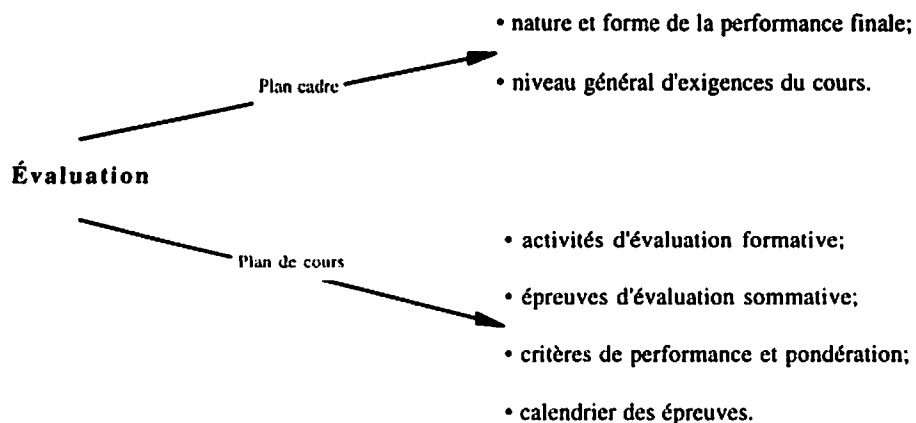 • nature et forme de la performance finale;
Plan cadre
• niveau général d'exigences du cours.
Évaluation
• activités d'évaluation formative;
Plan de cours
• épreuves d'évaluation sommative;
• critères de performance et pondération;
• calendrier des épreuves.